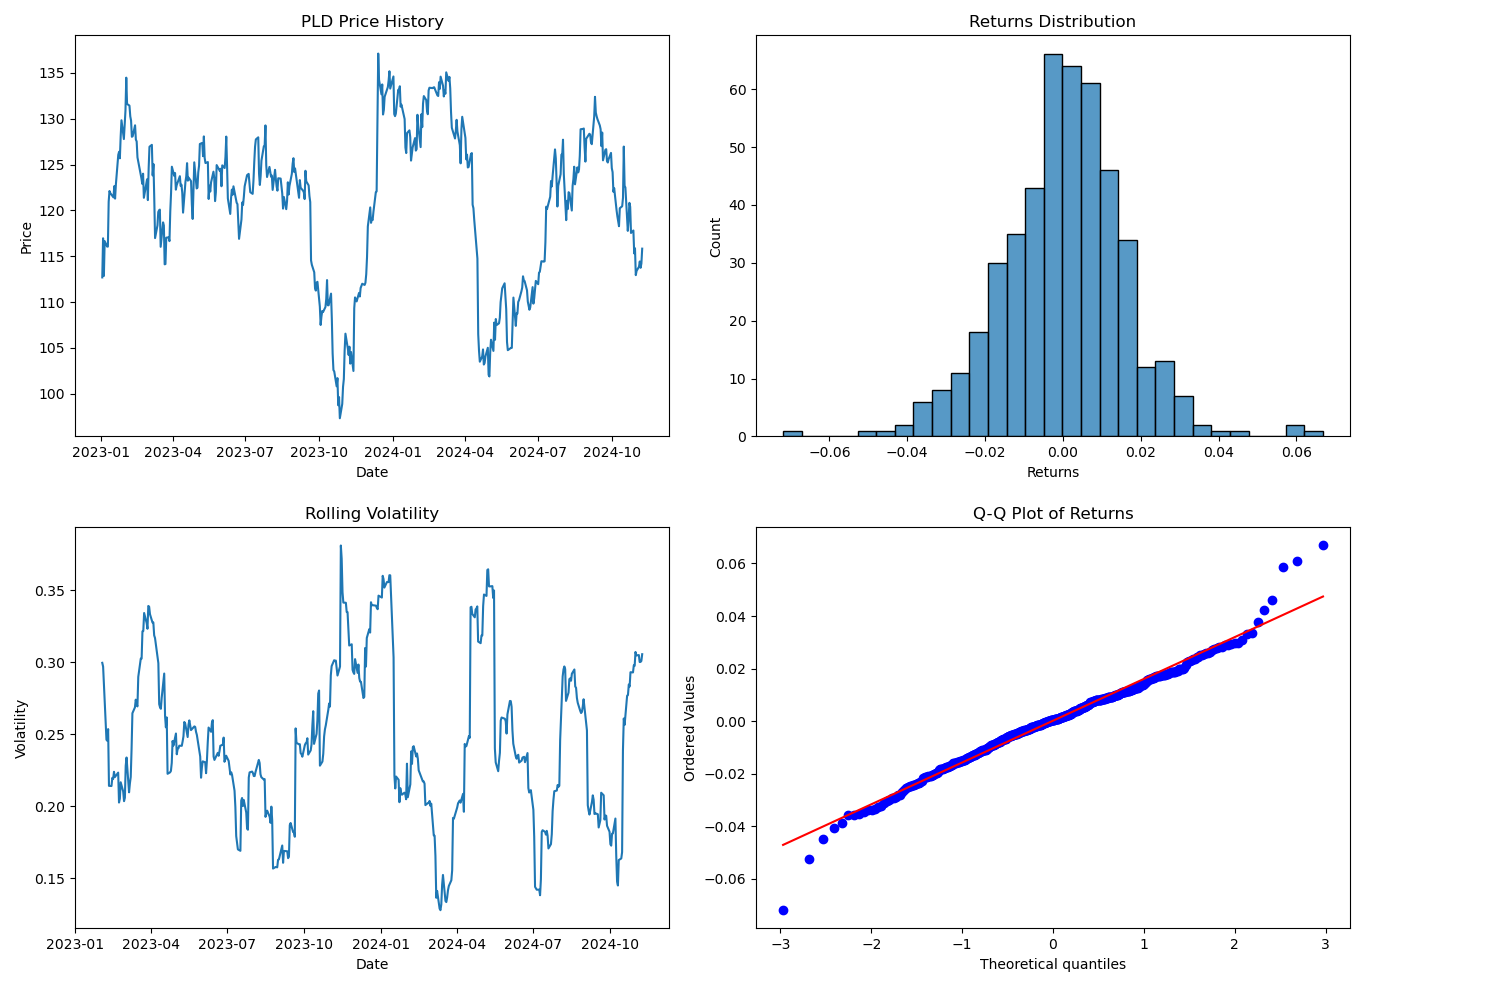 PLD Price History
Price
135
130
125
120
115
110
105
100
2023-01 2023-04 2023-07 2023-10 2024-01 2024-04 2024-07 2024-10
Date
Returns Distribution
Count
60
50
40
30
20
10
0
−0.06 −0.04 −0.02 0.00 0.02 0.04 0.06
Returns
Rolling Volatility
Volatility
0.35
0.30
0.25
0.20
0.15
2023-01 2023-04 2023-07 2023-10 2024-01 2024-04 2024-07 2024-10
Date
Q-Q Plot of Returns
Ordered Values
0.06
0.04
0.02
0.00
−0.02
−0.04
−0.06
−3 −2 −1 0 1 2 3
Theoretical quantiles